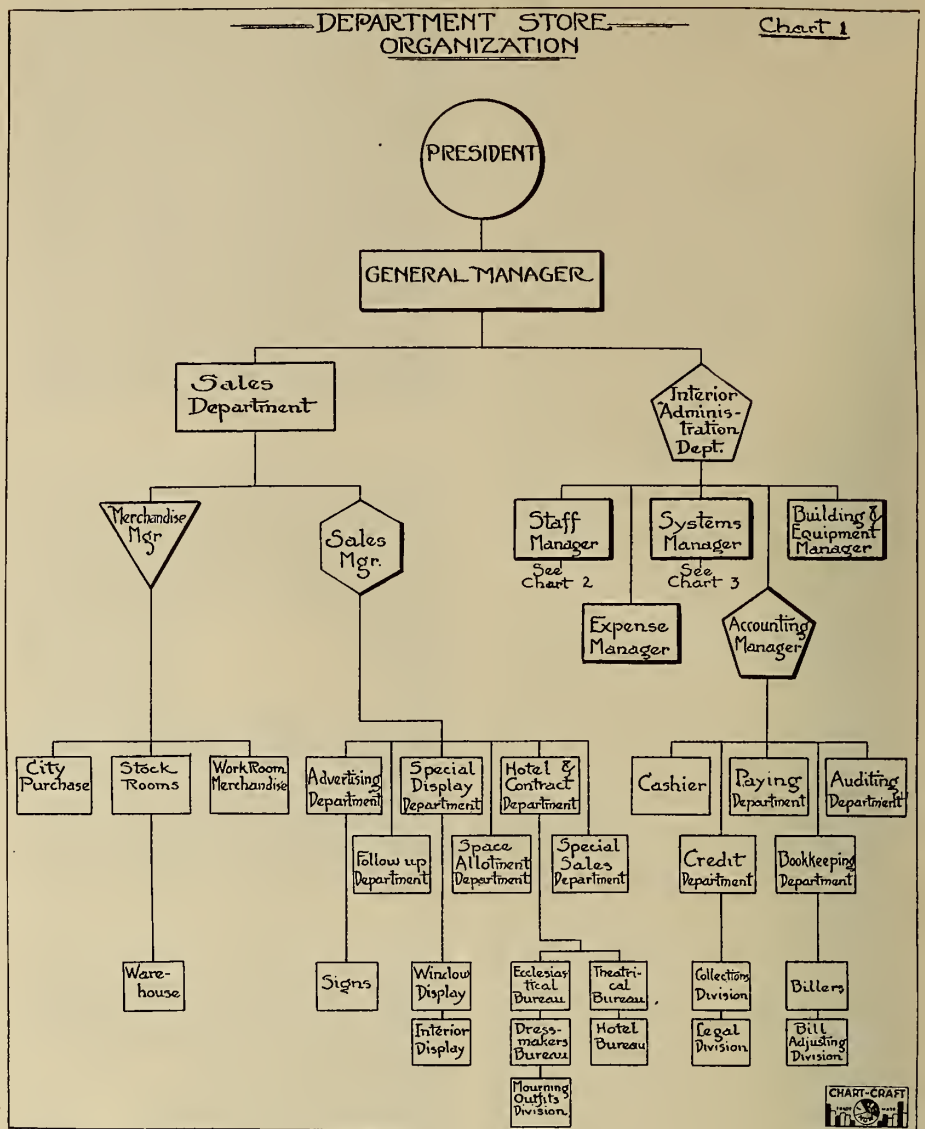 DEPARTMENT STORE
ORGANIZATION
Chart 1
PRESIDENT
GENERAL MANAGER
Sales
Department
Interior
Adminis-
tration
Dept.
Merchandise
Mgr
Sales
Mgr.
Staff
Manager
See
Chart 2
Systems
Manager
See
Chart 3
Building &
Equipment
Manager
Expense
Manager
Accounting
Manager
City
Purchase
Stock
Rooms
Work Room
Merchandise
Advertising
Department
Special
Display
Department
Hotel &
Contract
Department
Cashier
Paying
Department
Auditing
Department
Follow up
Department
Space
Allotment
Department
Special
Sales
Department
Credit
Department
Bookkeeping
Department
Ware-
house
Signs
Window
Display
Ecclesias-
tical
Bureau
Theatri-
cal
Bureau
Collections
Division
Billers
Interior
Display
Dress-
makers
Bureau
Hotel
Bureau
Legal
Division
Bill
Adjusting
Division
Mourning
Outfits
Division
CHART-CRAFT
TRADE MARK